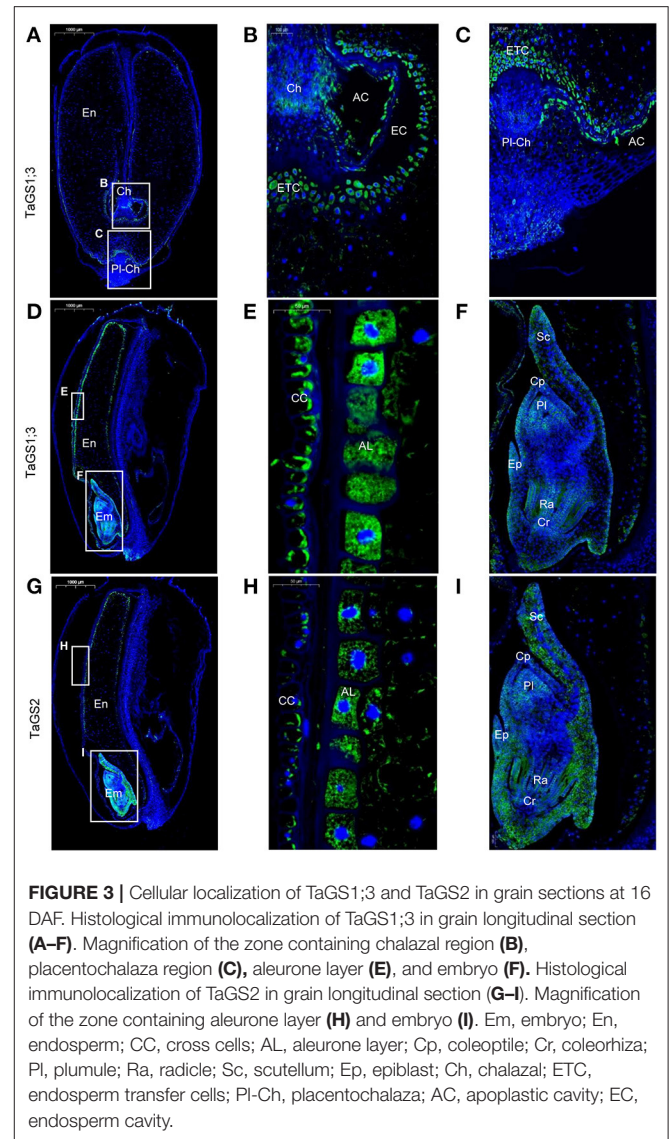 A
1000 μm
En
B
Ch
C
Pl-Ch
TaGS1;3
B
Ch
AC
EC
ETC
C
ETC
Pl-Ch
AC
D
1000 μm
E
En
F
Em
TaGS1;3
E
CC
AL
F
Sc
Cp
Pl
Ep
Ra
Cr
G
1000 μm
H
En
I
Em
TaGS2
H
CC
AL
I
Sc
Cp
Pl
Ep
Ra
Cr
FIGURE 3 | Cellular localization of TaGS1;3 and TaGS2 in grain sections at 16
DAF. Histological immunolocalization of TaGS1;3 in grain longitudinal section
(A–F). Magnification of the zone containing chalazal region (B),
placentochalaza region (C), aleurone layer (E), and embryo (F). Histological
immunolocalization of TaGS2 in grain longitudinal section (G–I). Magnification
of the zone containing aleurone layer (H) and embryo (I). Em, embryo; En,
endosperm; CC, cross cells; AL, aleurone layer; Cp, coleoptile; Cr, coleorhiza;
Pl, plumule; Ra, radicle; Sc, scutellum; Ep, epiblast; Ch, chalazal; ETC,
endosperm transfer cells; Pl-Ch, placentochalaza; AC, apoplastic cavity; EC,
endosperm cavity.